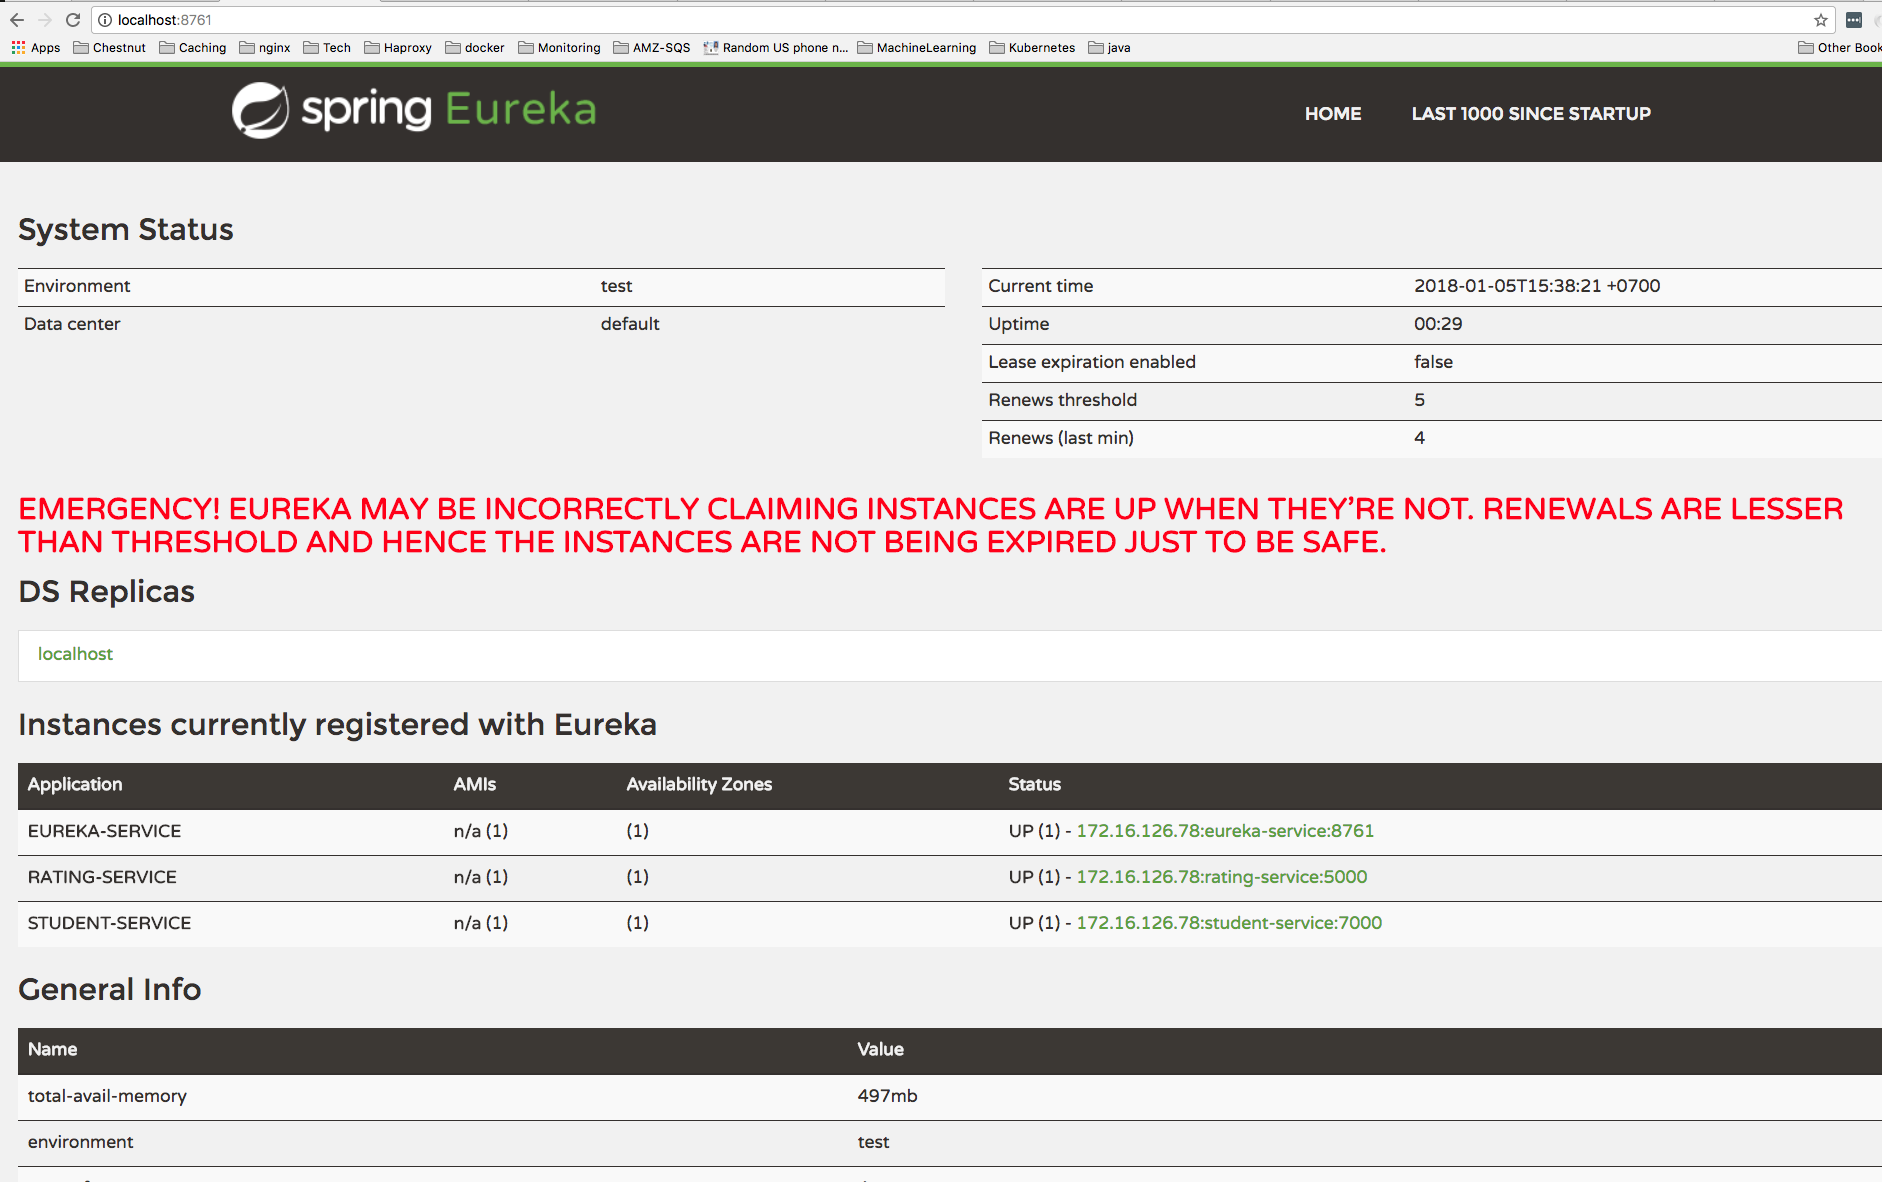 localhost:8761
Apps Chestnut Caching nginx Tech Haproxy docker Monitoring AMZ-SQS Random US phone n... MachineLearning Kubernetes java Other Book
spring Eureka HOME LAST 1000 SINCE STARTUP
System Status
Environment test
Data center default
Current time 2018-01-05T15:38:21 +0700
Uptime 00:29
Lease expiration enabled false
Renews threshold 5
Renews (last min) 4
EMERGENCY! EUREKA MAY BE INCORRECTLY CLAIMING INSTANCES ARE UP WHEN THEY'RE NOT. RENEWALS ARE LESSER
THAN THRESHOLD AND HENCE THE INSTANCES ARE NOT BEING EXPIRED JUST TO BE SAFE.
DS Replicas
localhost
Instances currently registered with Eureka
Application AMIs Availability Zones Status
EUREKA-SERVICE n/a (1) (1) UP (1) - 172.16.126.78:eureka-service:8761
RATING-SERVICE n/a (1) (1) UP (1) - 172.16.126.78:rating-service:5000
STUDENT-SERVICE n/a (1) (1) UP (1) - 172.16.126.78:student-service:7000
General Info
Name Value
total-avail-memory 497mb
environment test